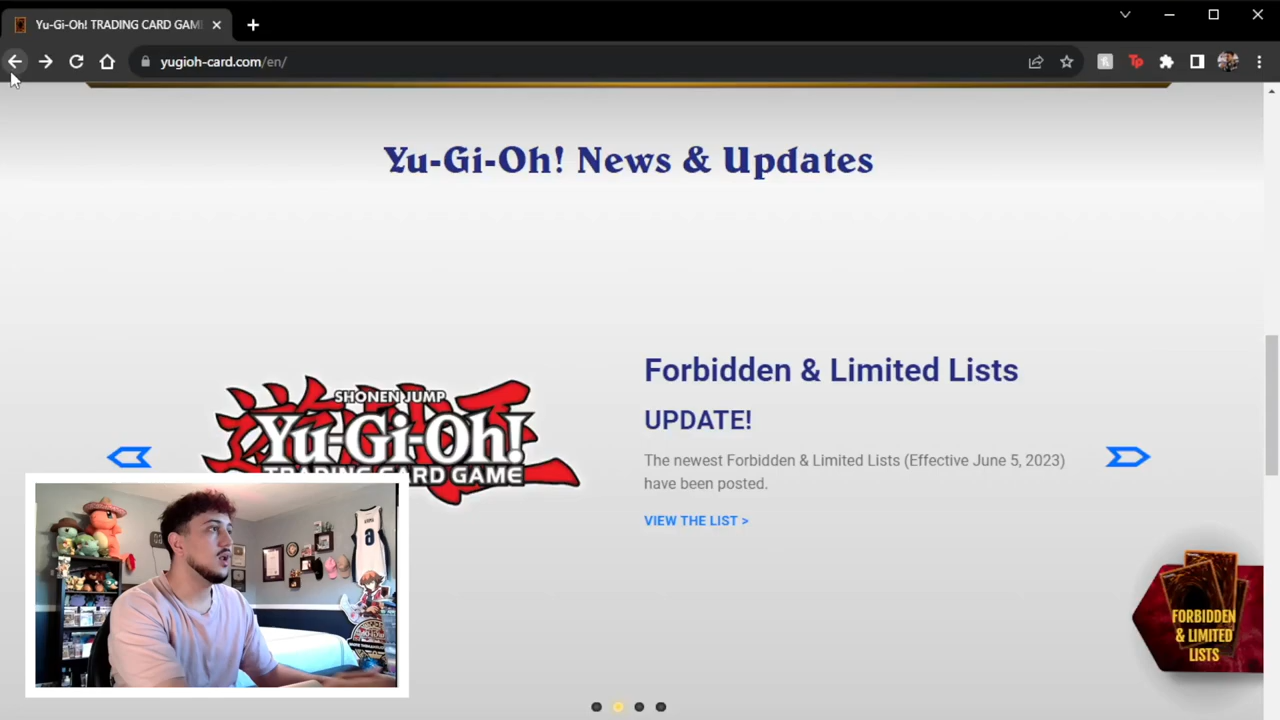 Yu-Gi-Oh! TRADING CARD GAM
yugioh-card.com/en/
Yu-Gi-Oh! News & Updates
SHONEN JUMP
Yu-Gi-Oh!
TRADING CARD GAME
Forbidden & Limited Lists
UPDATE!
The newest Forbidden & Limited Lists (Effective June 5, 2023)
have been posted.
VIEW THE LIST >
FORBIDDEN
& LIMITED
LISTS